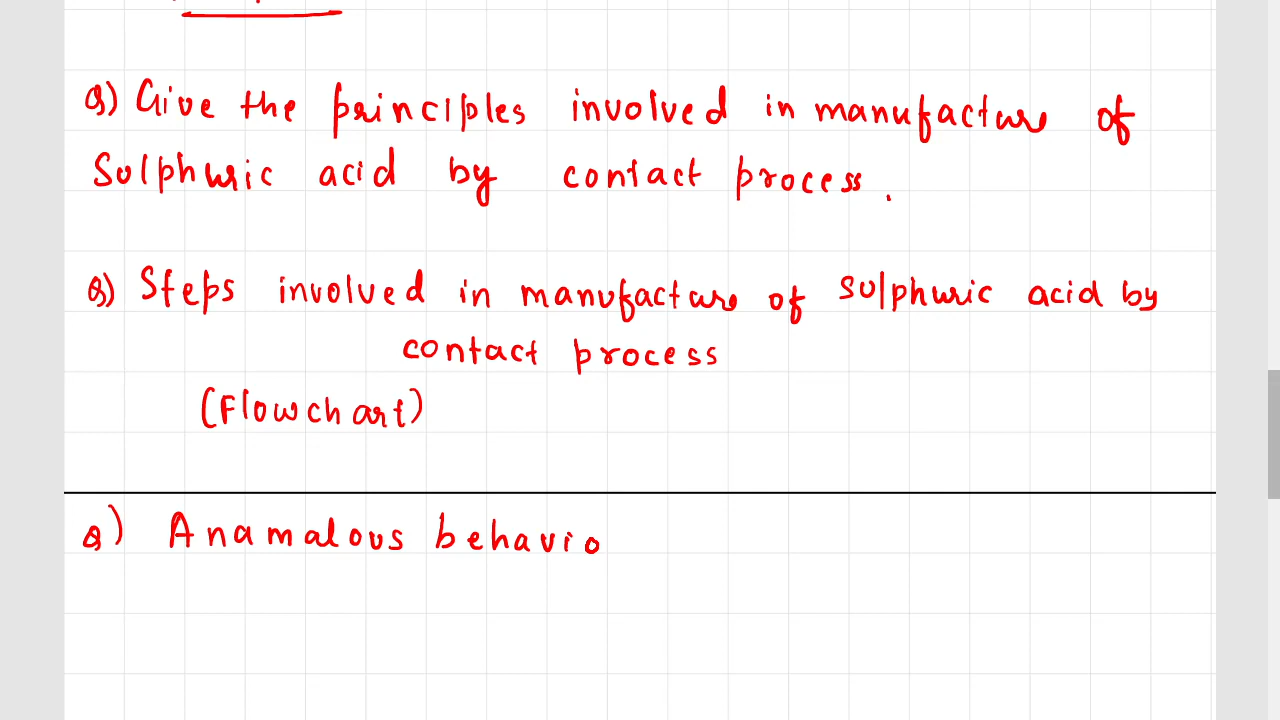 Q) Give the principles involved in manufacture of
Sulphuric acid by contact process.
Q) Steps involved in manufacture of sulphuric acid by
contact process
(Flowchart)
Q) Anamalous behavio